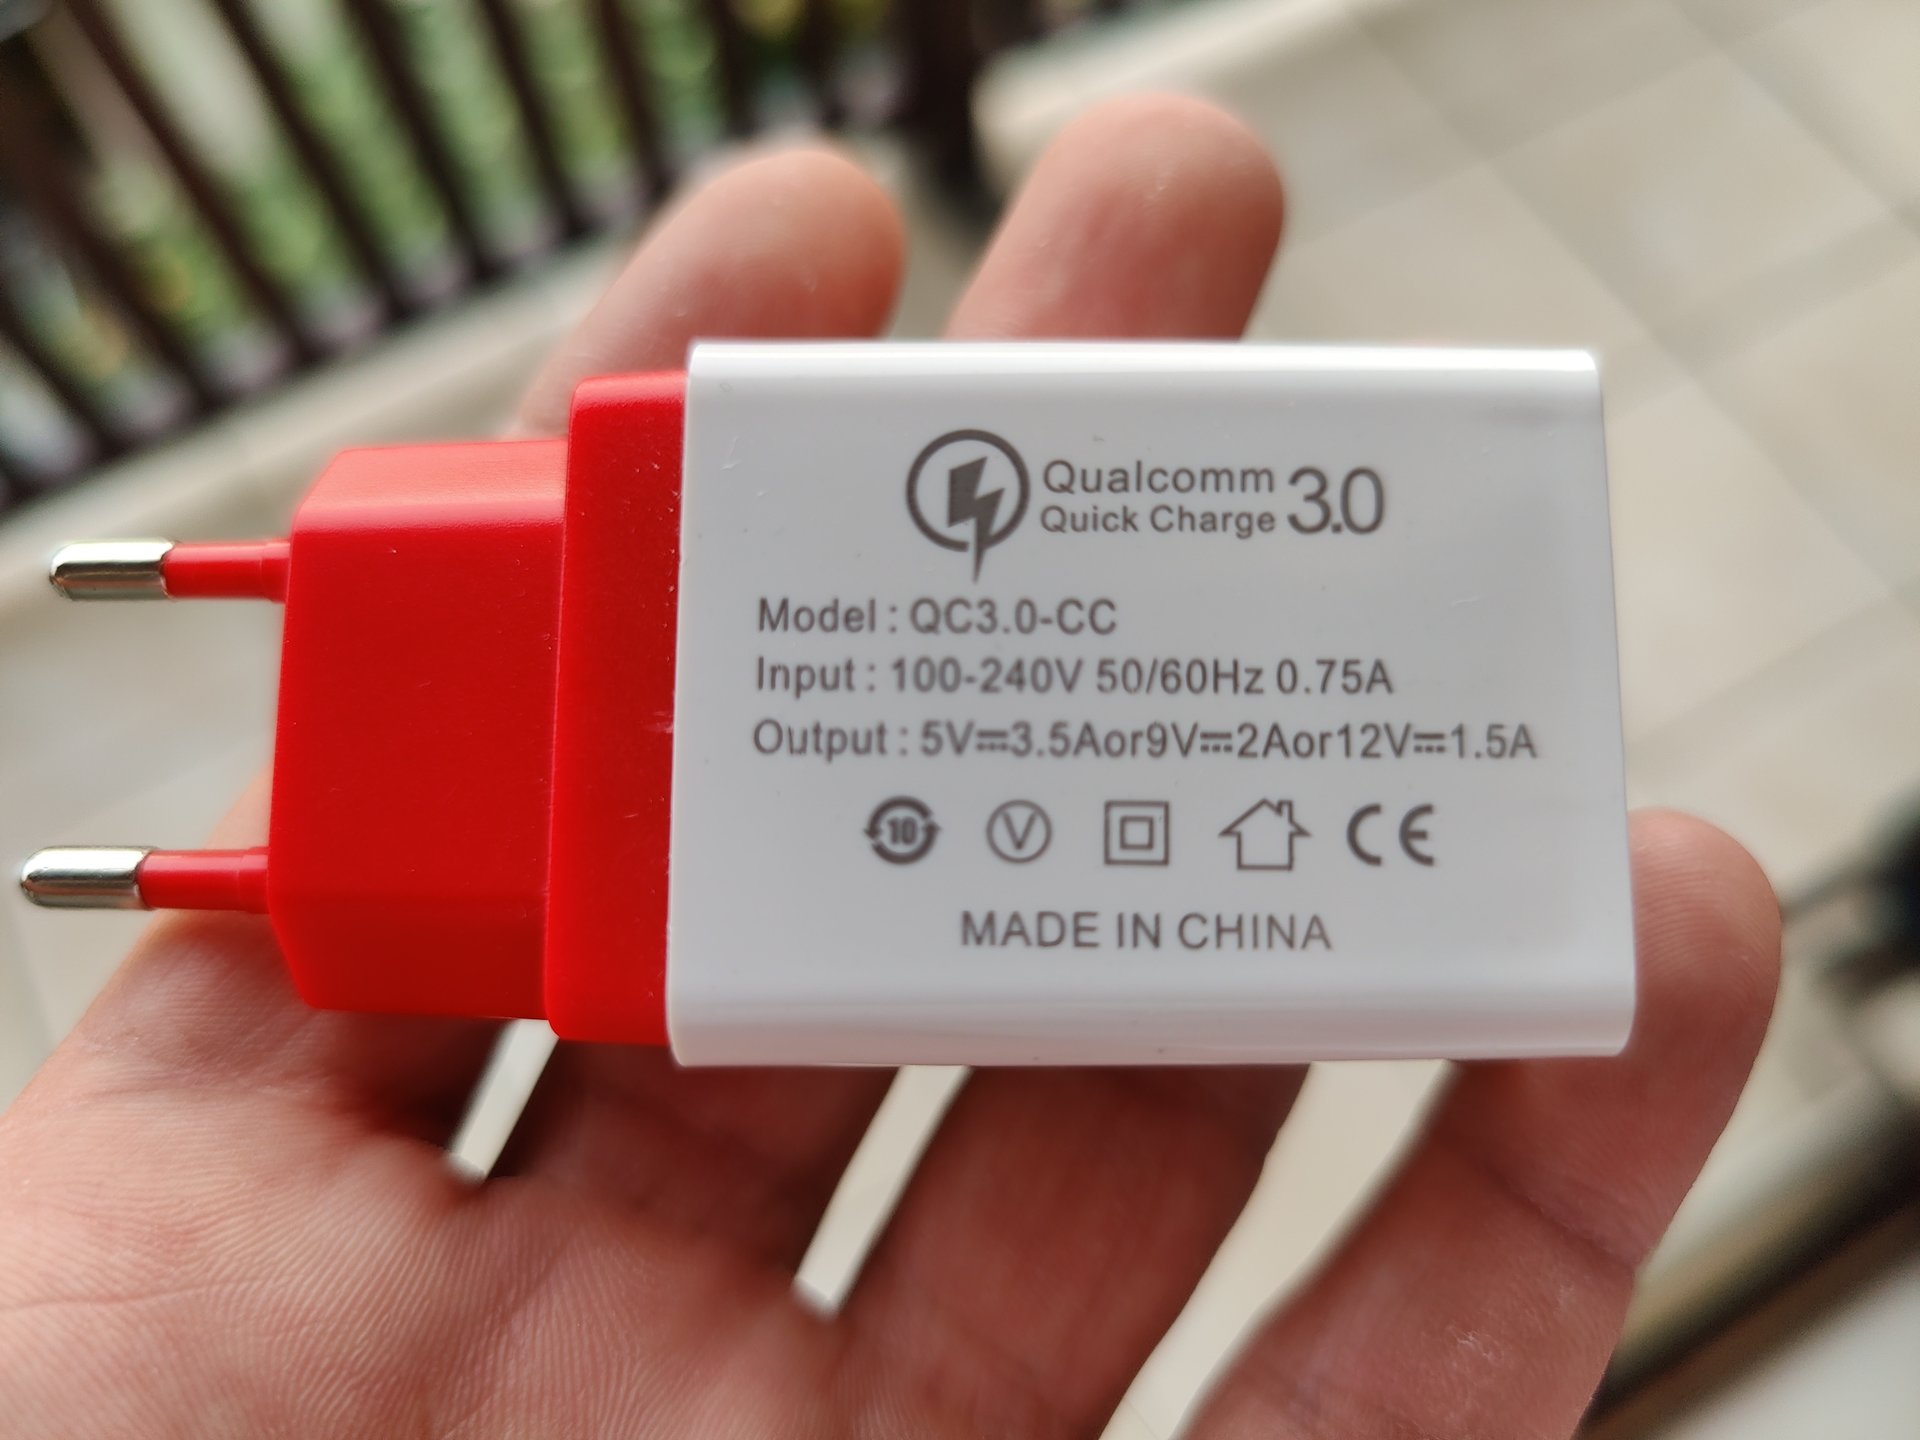 Qualcomm
Quick Charge 3.0
Model : QC3.0-CC
Input : 100-240V 50/60Hz 0.75A
Output : 5V⎓3.5Aor9V⎓2Aor12V⎓1.5A
10 V CE
MADE IN CHINA